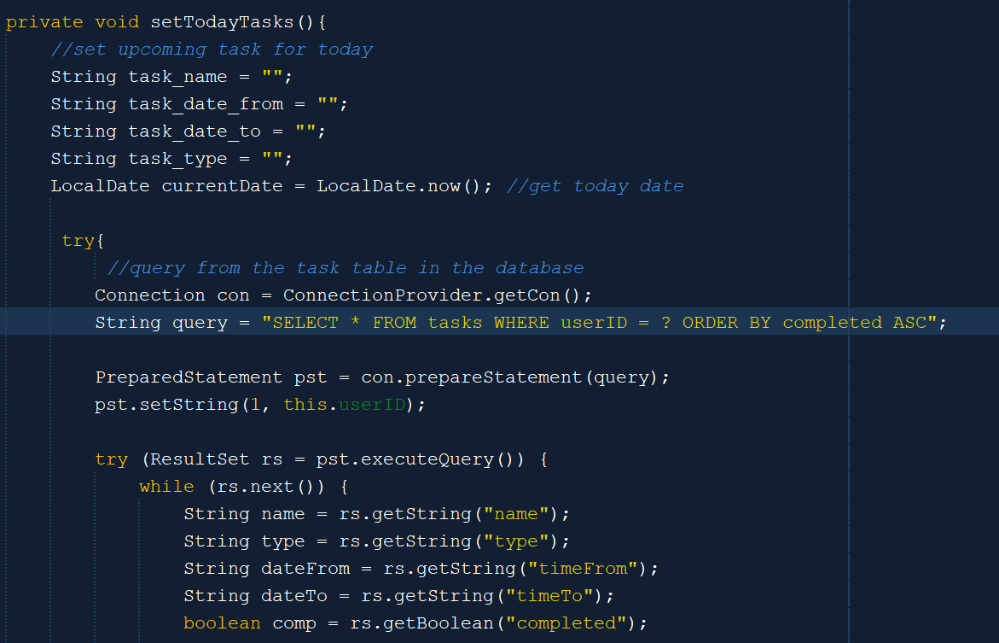 private void setTodayTasks(){
//set upcoming task for today
String task_name = "";
String task_date_from = "";
String task_date_to = "";
String task_type = "";
LocalDate currentDate = LocalDate.now(); //get today date
try{
//query from the task table in the database
Connection con = ConnectionProvider.getCon();
String query = "SELECT * FROM tasks WHERE userID = ? ORDER BY completed ASC";
PreparedStatement pst = con.prepareStatement(query);
pst.setString(1, this.userID);
try (ResultSet rs = pst.executeQuery()) {
while (rs.next()) {
String name = rs.getString("name");
String type = rs.getString("type");
String dateFrom = rs.getString("timeFrom");
String dateTo = rs.getString("timeTo");
boolean comp = rs.getBoolean("completed");